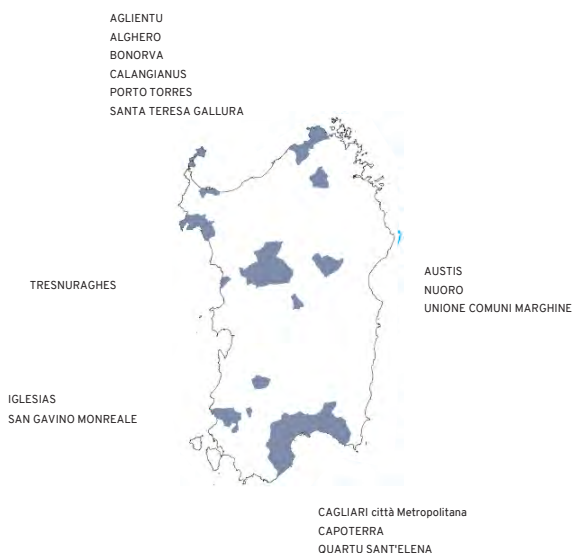 AGLIENTU
ALGHERO
BONORVA
CALANGIANUS
PORTO TORRES
SANTA TERESA GALLURA
TRESNURAGHES
AUSTIS
NUORO
UNIONE COMUNI MARGHINE
IGLESIAS
SAN GAVINO MONREALE
CAGLIARI città Metropolitana
CAPOTERRA
QUARTU SANT'ELENA